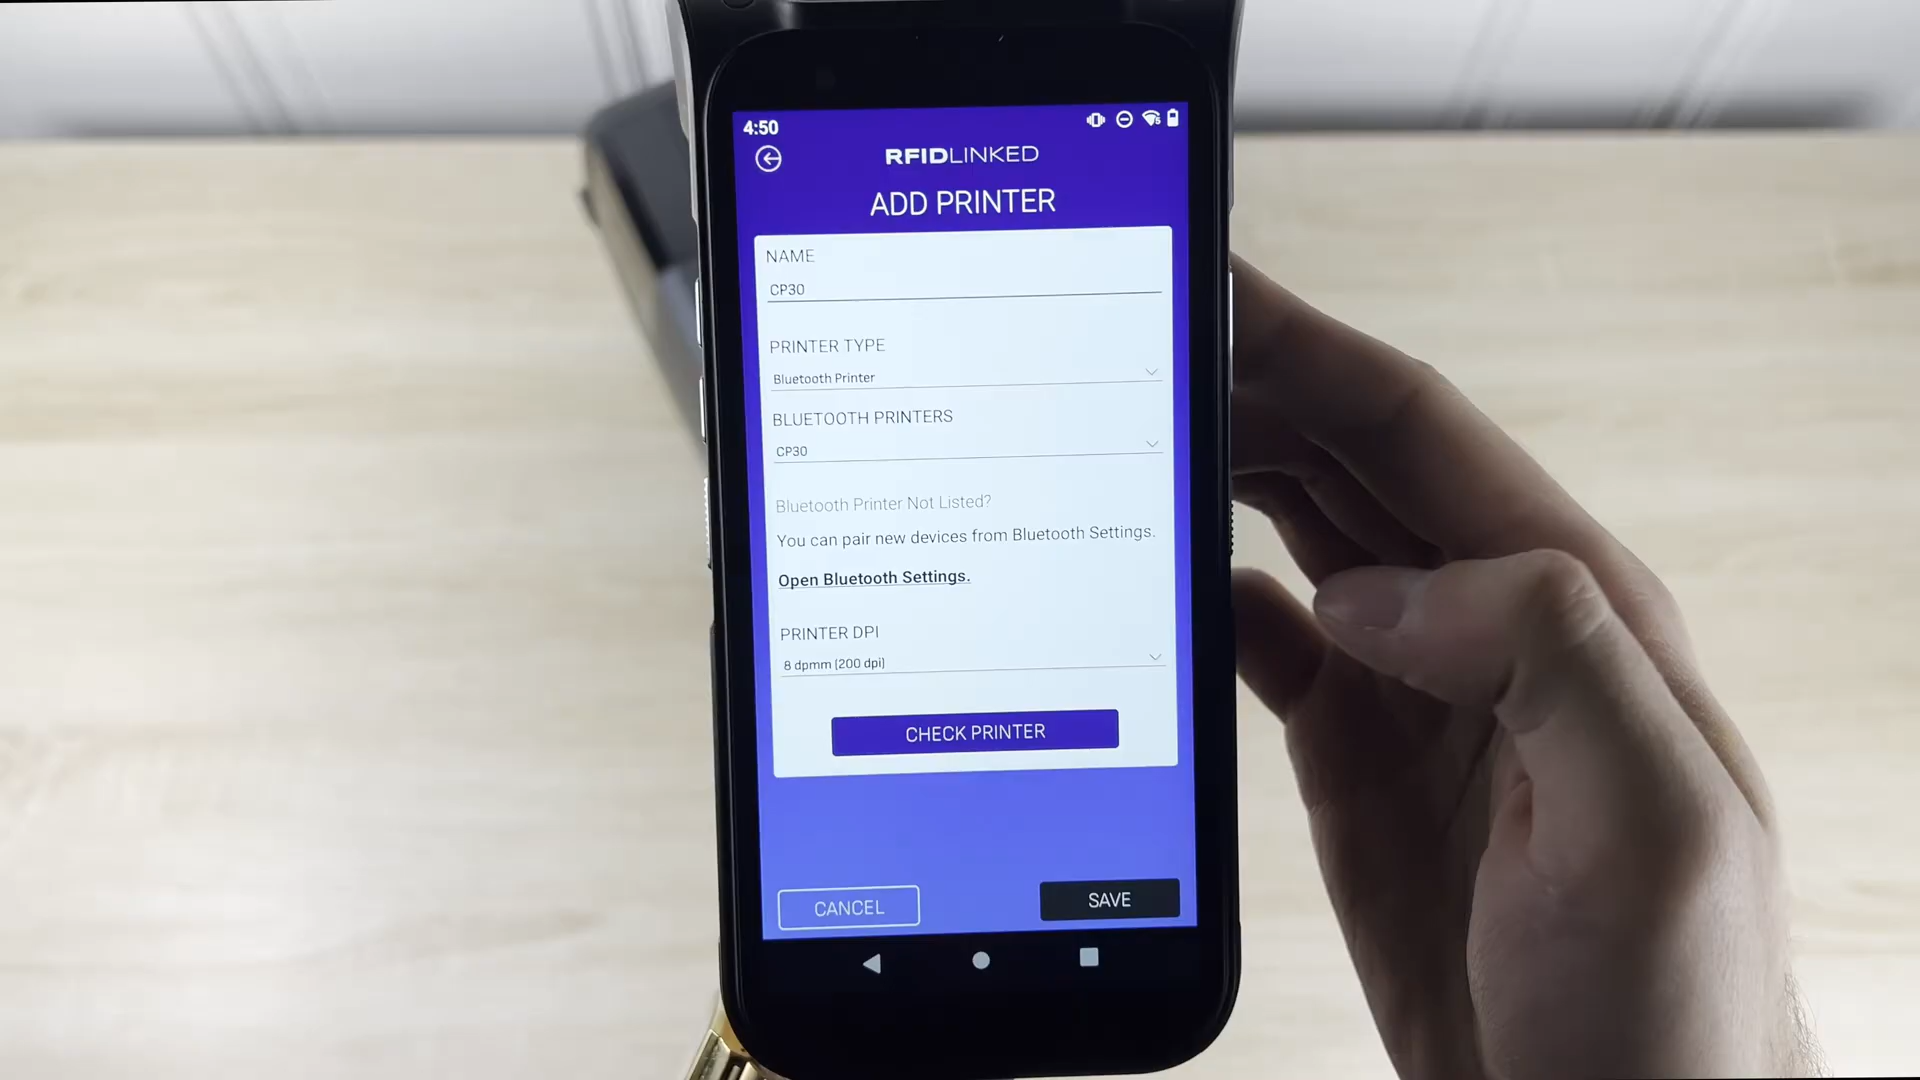 4:50
RFIDLINKED
ADD PRINTER
NAME
CP30
PRINTER TYPE
Bluetooth Printer
BLUETOOTH PRINTERS
CP30
Bluetooth Printer Not Listed?
You can pair new devices from Bluetooth Settings.
Open Bluetooth Settings.
PRINTER DPI
8 dpmm (200 dpi)
CHECK PRINTER
CANCEL
SAVE